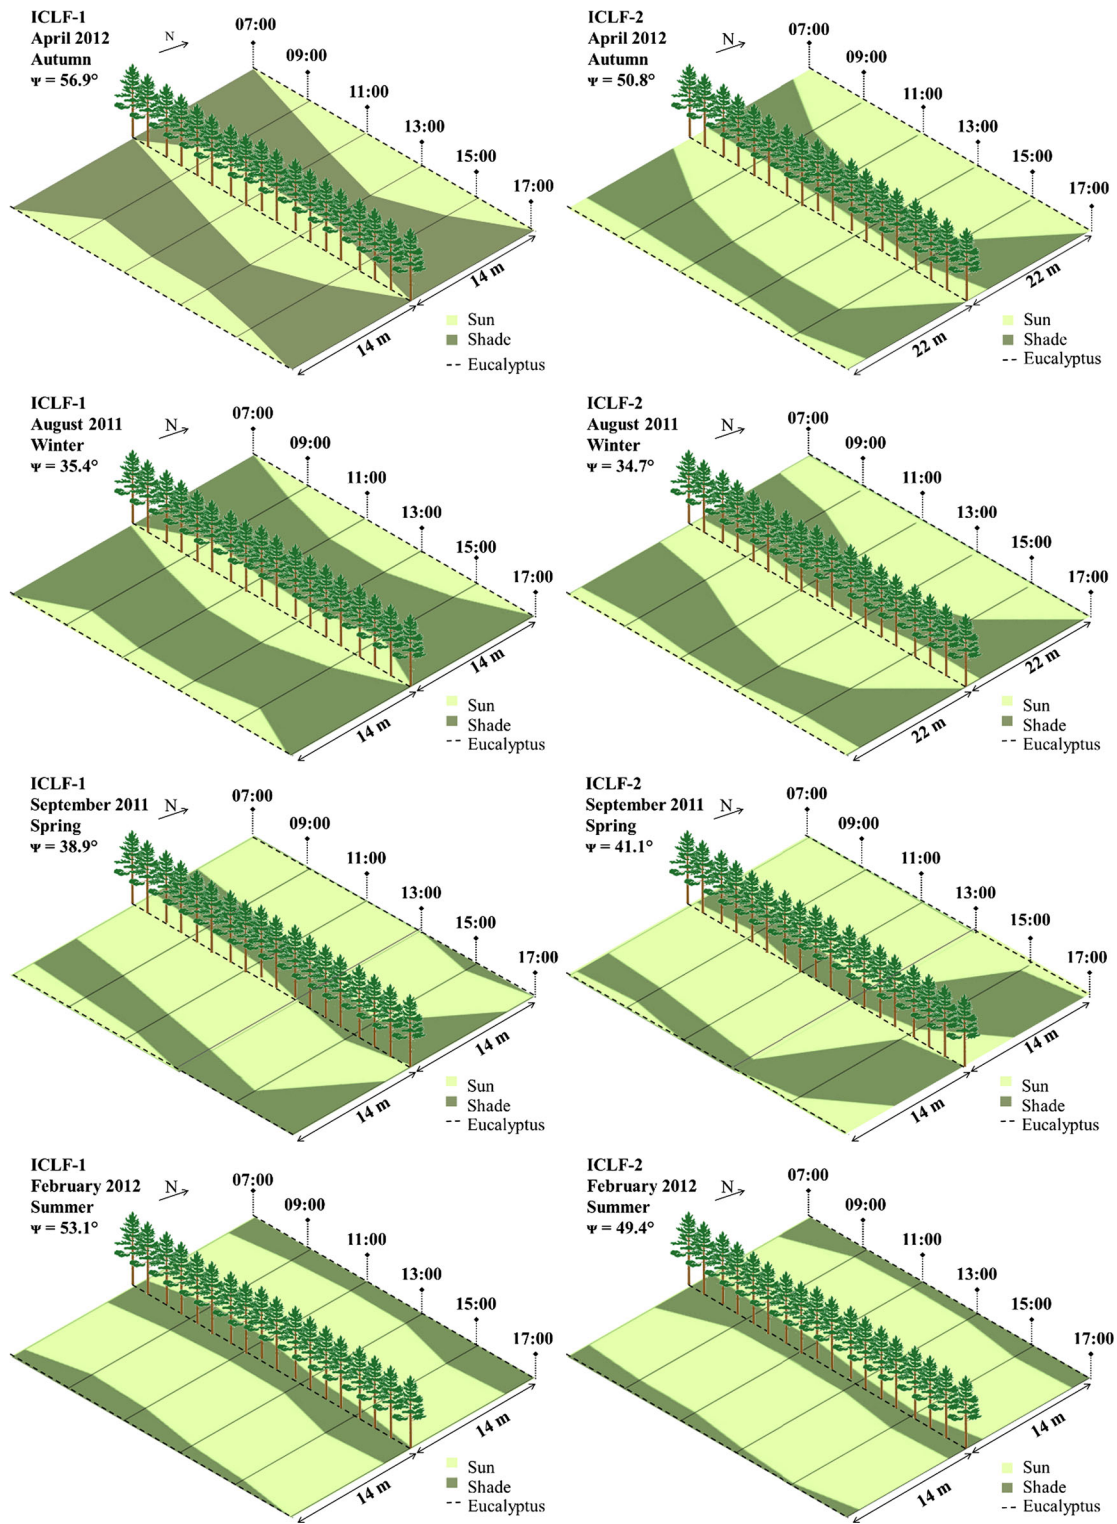 ICLF-1
April 2012
Autumn
Ψ = 56.9°
N
07:00
09:00
11:00
13:00
15:00
17:00
14 m
14 m
Sun
Shade
Eucalyptus
ICLF-2
April 2012
Autumn
Ψ = 50.8°
N
07:00
09:00
11:00
13:00
15:00
17:00
22 m
22 m
Sun
Shade
Eucalyptus
ICLF-1
August 2011
Winter
Ψ = 35.4°
N
07:00
09:00
11:00
13:00
15:00
17:00
14 m
14 m
Sun
Shade
Eucalyptus
ICLF-2
August 2011
Winter
Ψ = 34.7°
N
07:00
09:00
11:00
13:00
15:00
17:00
22 m
22 m
Sun
Shade
Eucalyptus
ICLF-1
September 2011
Spring
Ψ = 38.9°
N
07:00
09:00
11:00
13:00
15:00
17:00
14 m
14 m
Sun
Shade
Eucalyptus
ICLF-2
September 2011
Spring
Ψ = 41.1°
N
07:00
09:00
11:00
13:00
15:00
17:00
14 m
14 m
Sun
Shade
Eucalyptus
ICLF-1
February 2012
Summer
Ψ = 53.1°
N
07:00
09:00
11:00
13:00
15:00
17:00
14 m
14 m
Sun
Shade
Eucalyptus
ICLF-2
February 2012
Summer
Ψ = 49.4°
N
07:00
09:00
11:00
13:00
15:00
17:00
14 m
14 m
Sun
Shade
Eucalyptus